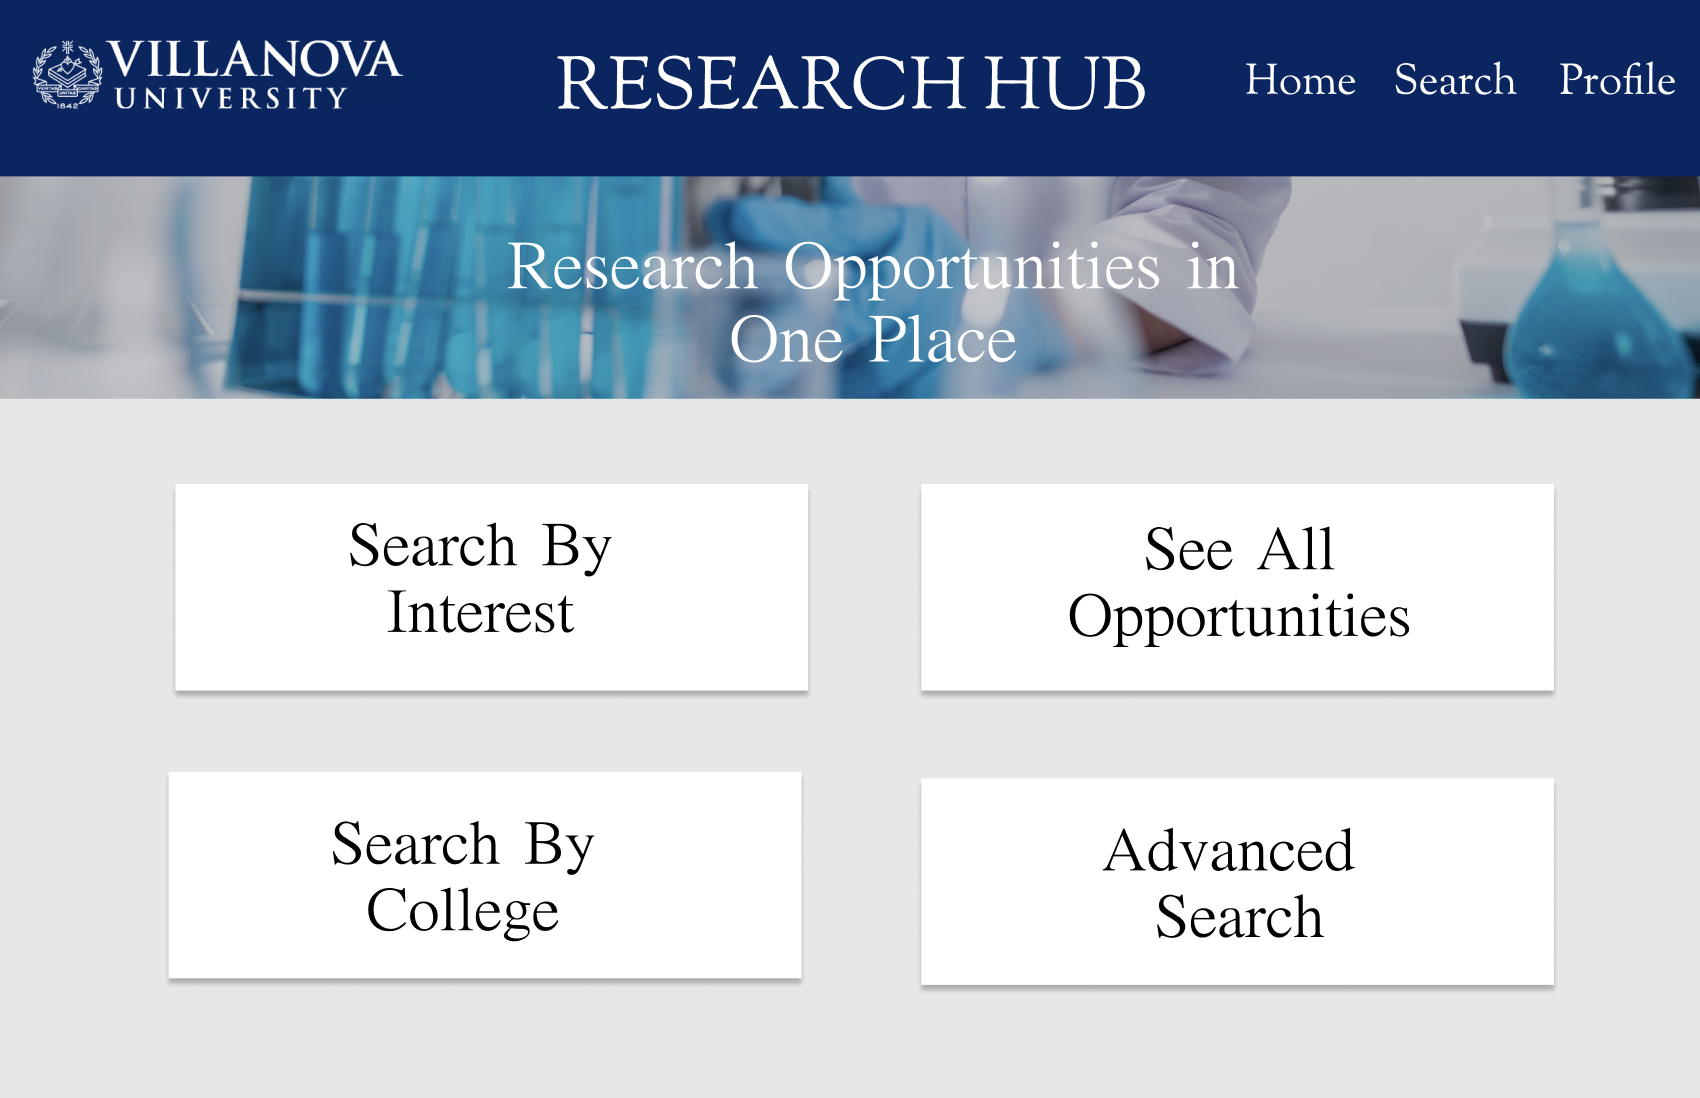 VILLANOVA
UNIVERSITY
VERITAS UNITAS CARITAS
1842
RESEARCH HUB
Home Search Profile
Research Opportunities in
One Place
Search By
Interest
See All
Opportunities
Search By
College
Advanced
Search